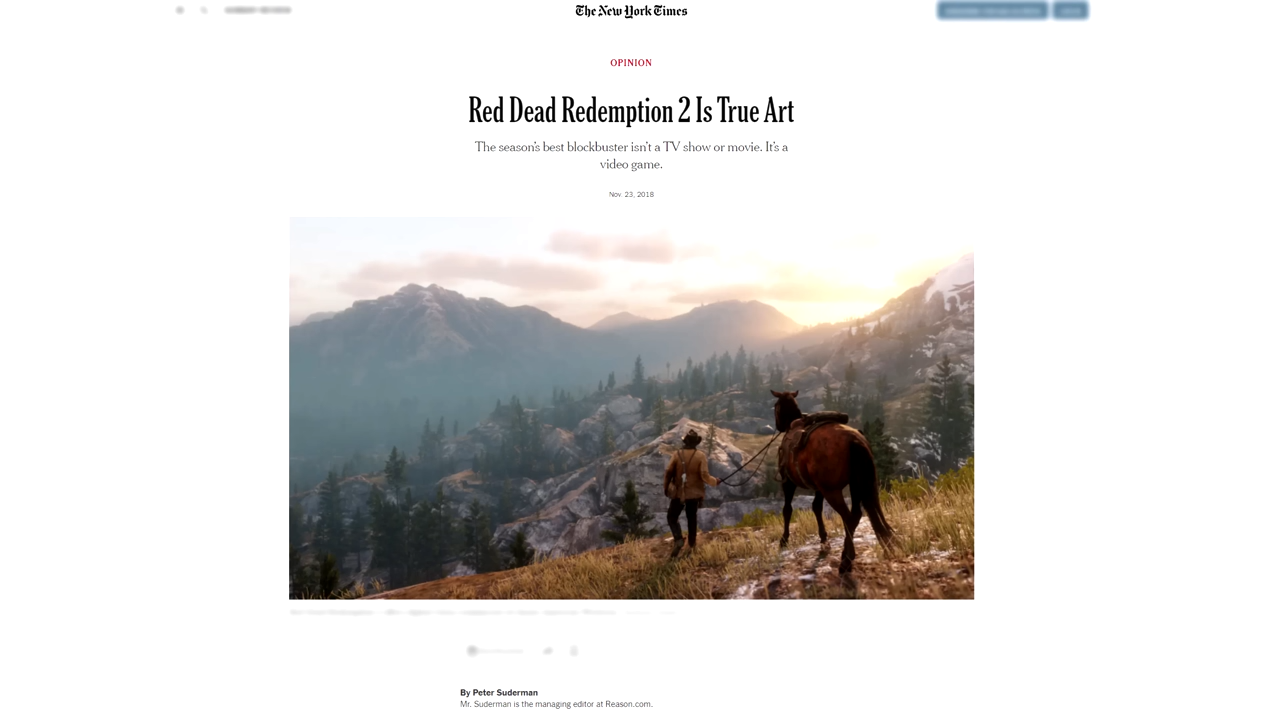 The New York Times
OPINION
Red Dead Redemption 2 Is True Art
The season's best blockbuster isn't a TV show or movie. It's a
video game.
Nov. 23, 2018
By Peter Suderman
Mr. Suderman is the managing editor at Reason.com.